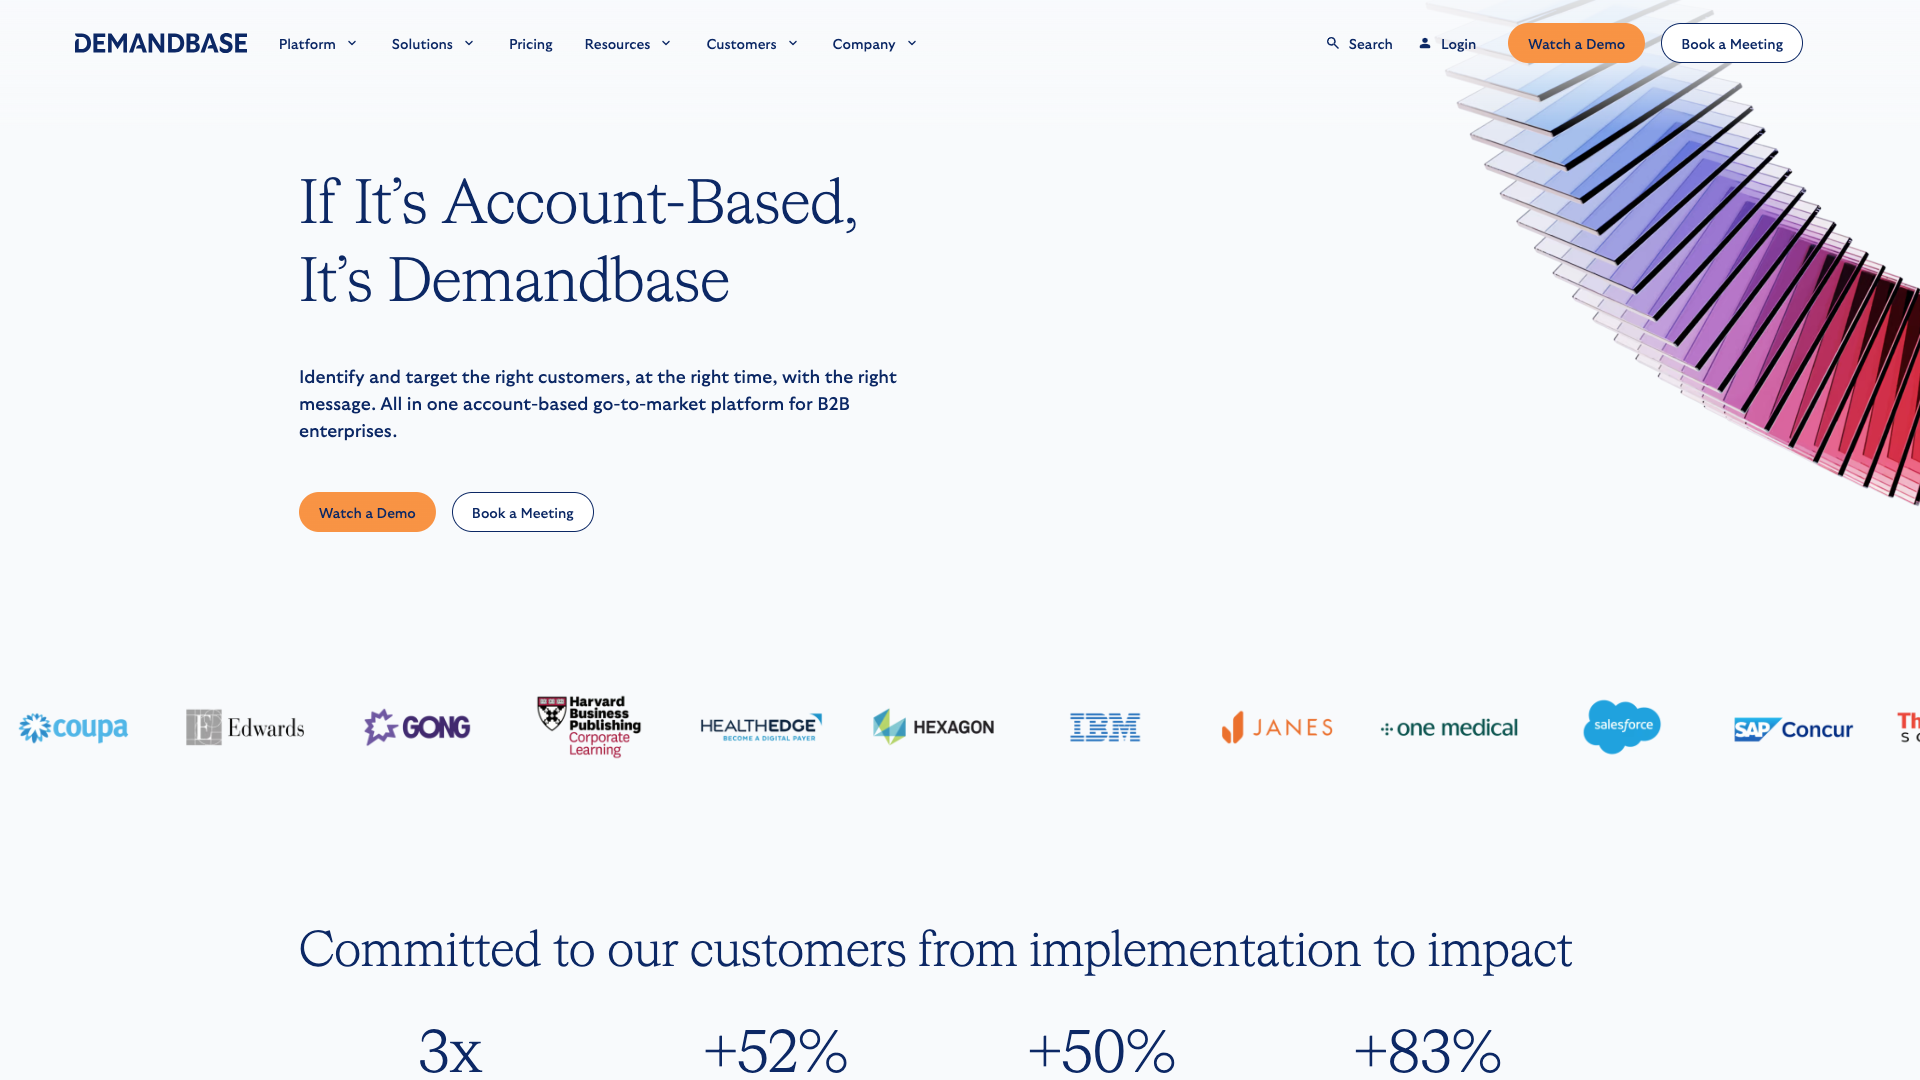 DEMANDBASE
Platform
Solutions
Pricing
Resources
Customers
Company
Search
Login
Watch a Demo
Book a Meeting
If It’s Account-Based,
It’s Demandbase
Identify and target the right customers, at the right time, with the right
message. All in one account-based go-to-market platform for B2B
enterprises.
Watch a Demo
Book a Meeting
coupa
E Edwards
GONG
Harvard
Business
Publishing
Corporate
Learning
HEALTHEDGE
BECOME A DIGITAL PAYER
HEXAGON
IBM
JANES
one medical
salesforce
SAP Concur
Committed to our customers from implementation to impact
3x
+52%
+50%
+83%